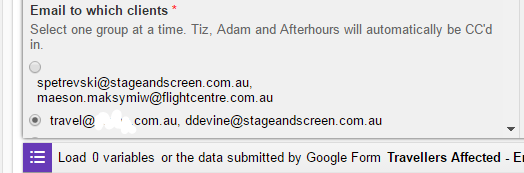 Email to which clients *
Select one group at a time. Tiz, Adam and Afterhours will automatically be CC'd
in.
spetrevski@stageandscreen.com.au,
maeson.maksymiw@flightcentre.com.au
travel@ .com.au, ddevine@stageandscreen.com.au
Load 0 variables or the data submitted by Google Form Travellers Affected - E